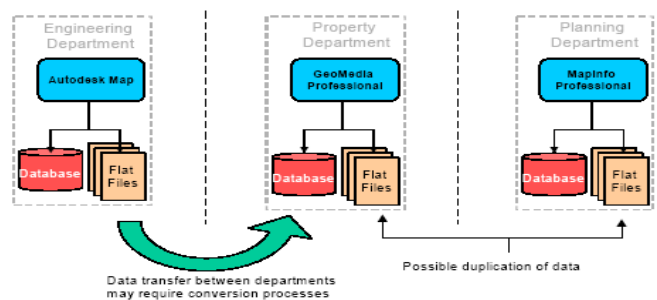 Engineering
Department
Property
Department
Planning
Department
Autodesk Map
GeoMedia
Professional
MapInfo
Professional
Database
Flat
Files
Database
Flat
Files
Database
Flat
Files
Data transfer between departments
may require conversion processes
Possible duplication of data